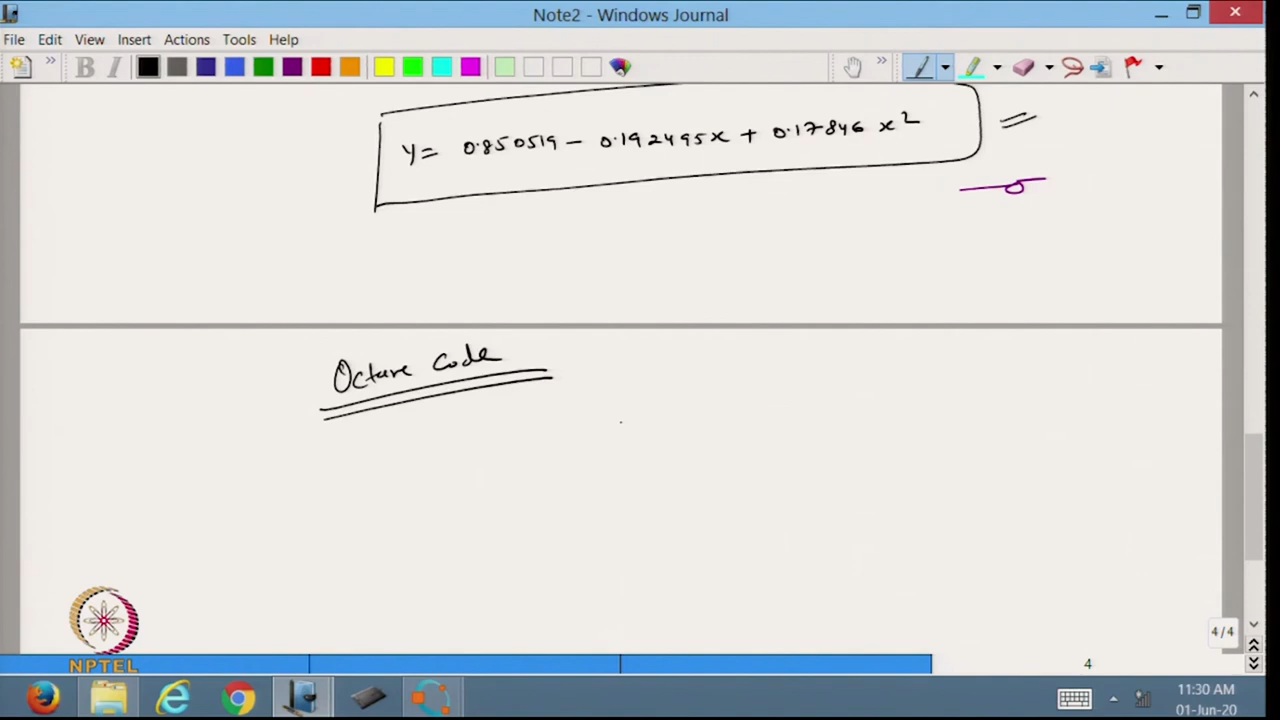 Note2 - Windows Journal
File Edit View Insert Actions Tools Help
B I
y = 0.850519 - 0.192495x + 0.17846 x²
Octave Code
4/4
NPTEL
4
11:30 AM
01-Jun-20